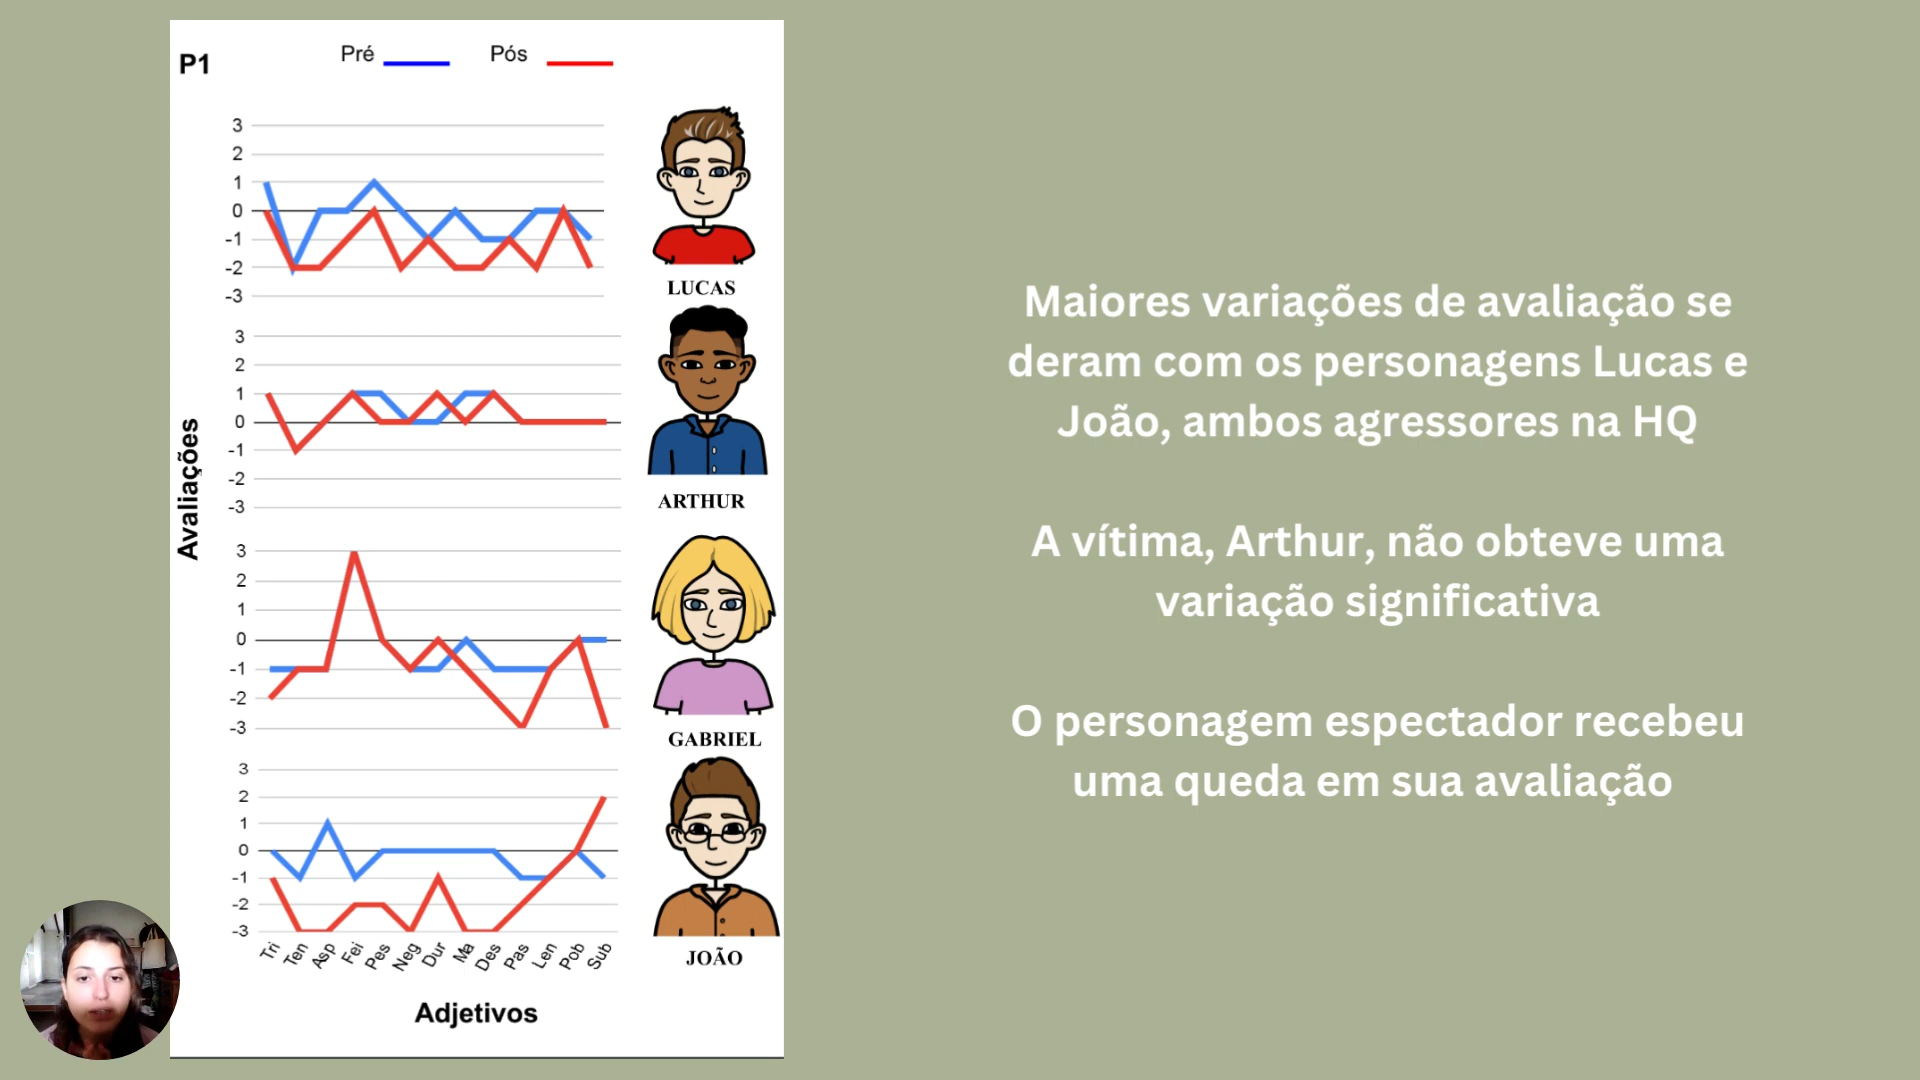 P1
Pré
Pós
3
2
1
0
-1
-2
-3
LUCAS
3
2
1
0
-1
-2
-3
ARTHUR
Avaliações
3
2
1
0
-1
-2
-3
GABRIEL
3
2
1
0
-1
-2
-3
JOÃO
Tri Ten Asp Fei Pes Neg Dur Ma Des Pas Len Pob Sub
Adjetivos
Maiores variações de avaliação se
deram com os personagens Lucas e
João, ambos agressores na HQ
A vítima, Arthur, não obteve uma
variação significativa
O personagem espectador recebeu
uma queda em sua avaliação